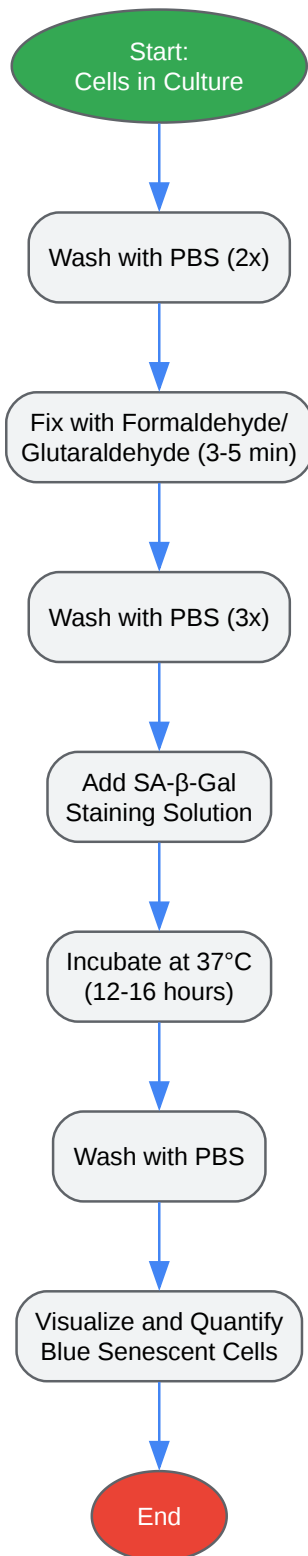 Start:
Cells in Culture
Wash with PBS (2x)
Fix with Formaldehyde/
Glutaraldehyde (3-5 min)
Wash with PBS (3x)
Add SA-β-Gal
Staining Solution
Incubate at 37°C
(12-16 hours)
Wash with PBS
Visualize and Quantify
Blue Senescent Cells
End